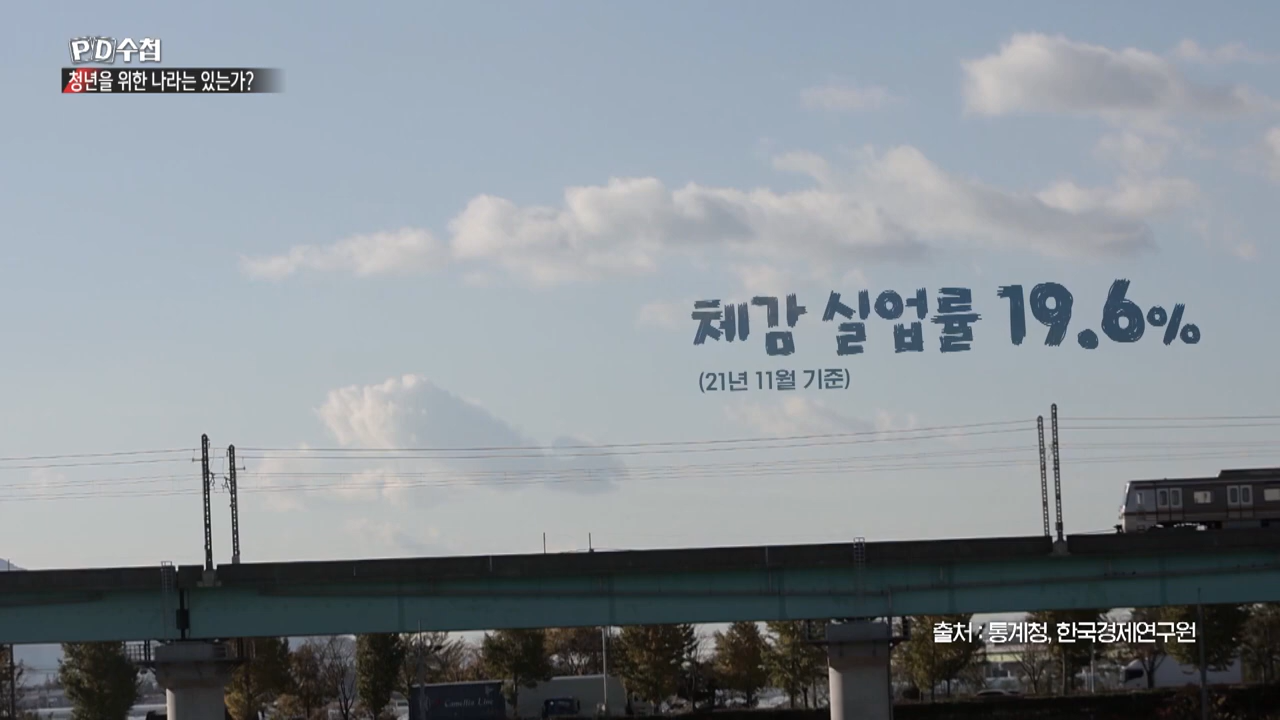 PD수첩
청년을 위한 나라는 있는가?
체감 실업률 19.6%
(21년 11월 기준)
출처 : 통계청, 한국경제연구원
Camellia Line